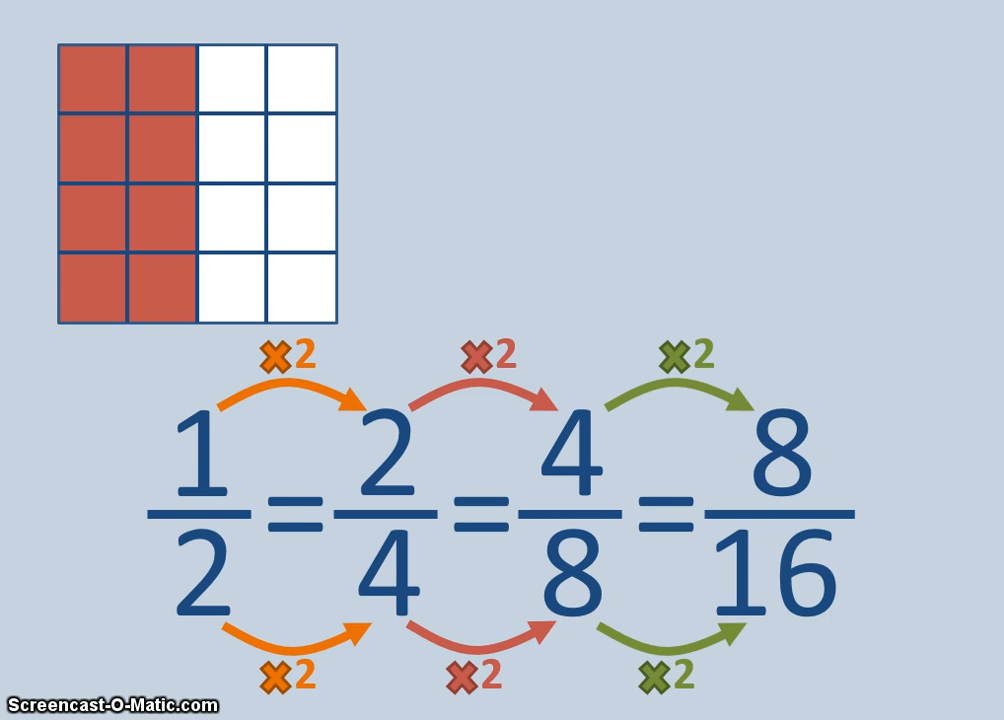 ×2 ×2 ×2
1/2 = 2/4 = 4/8 = 8/16
×2 ×2 ×2
Screencast-O-Matic.com